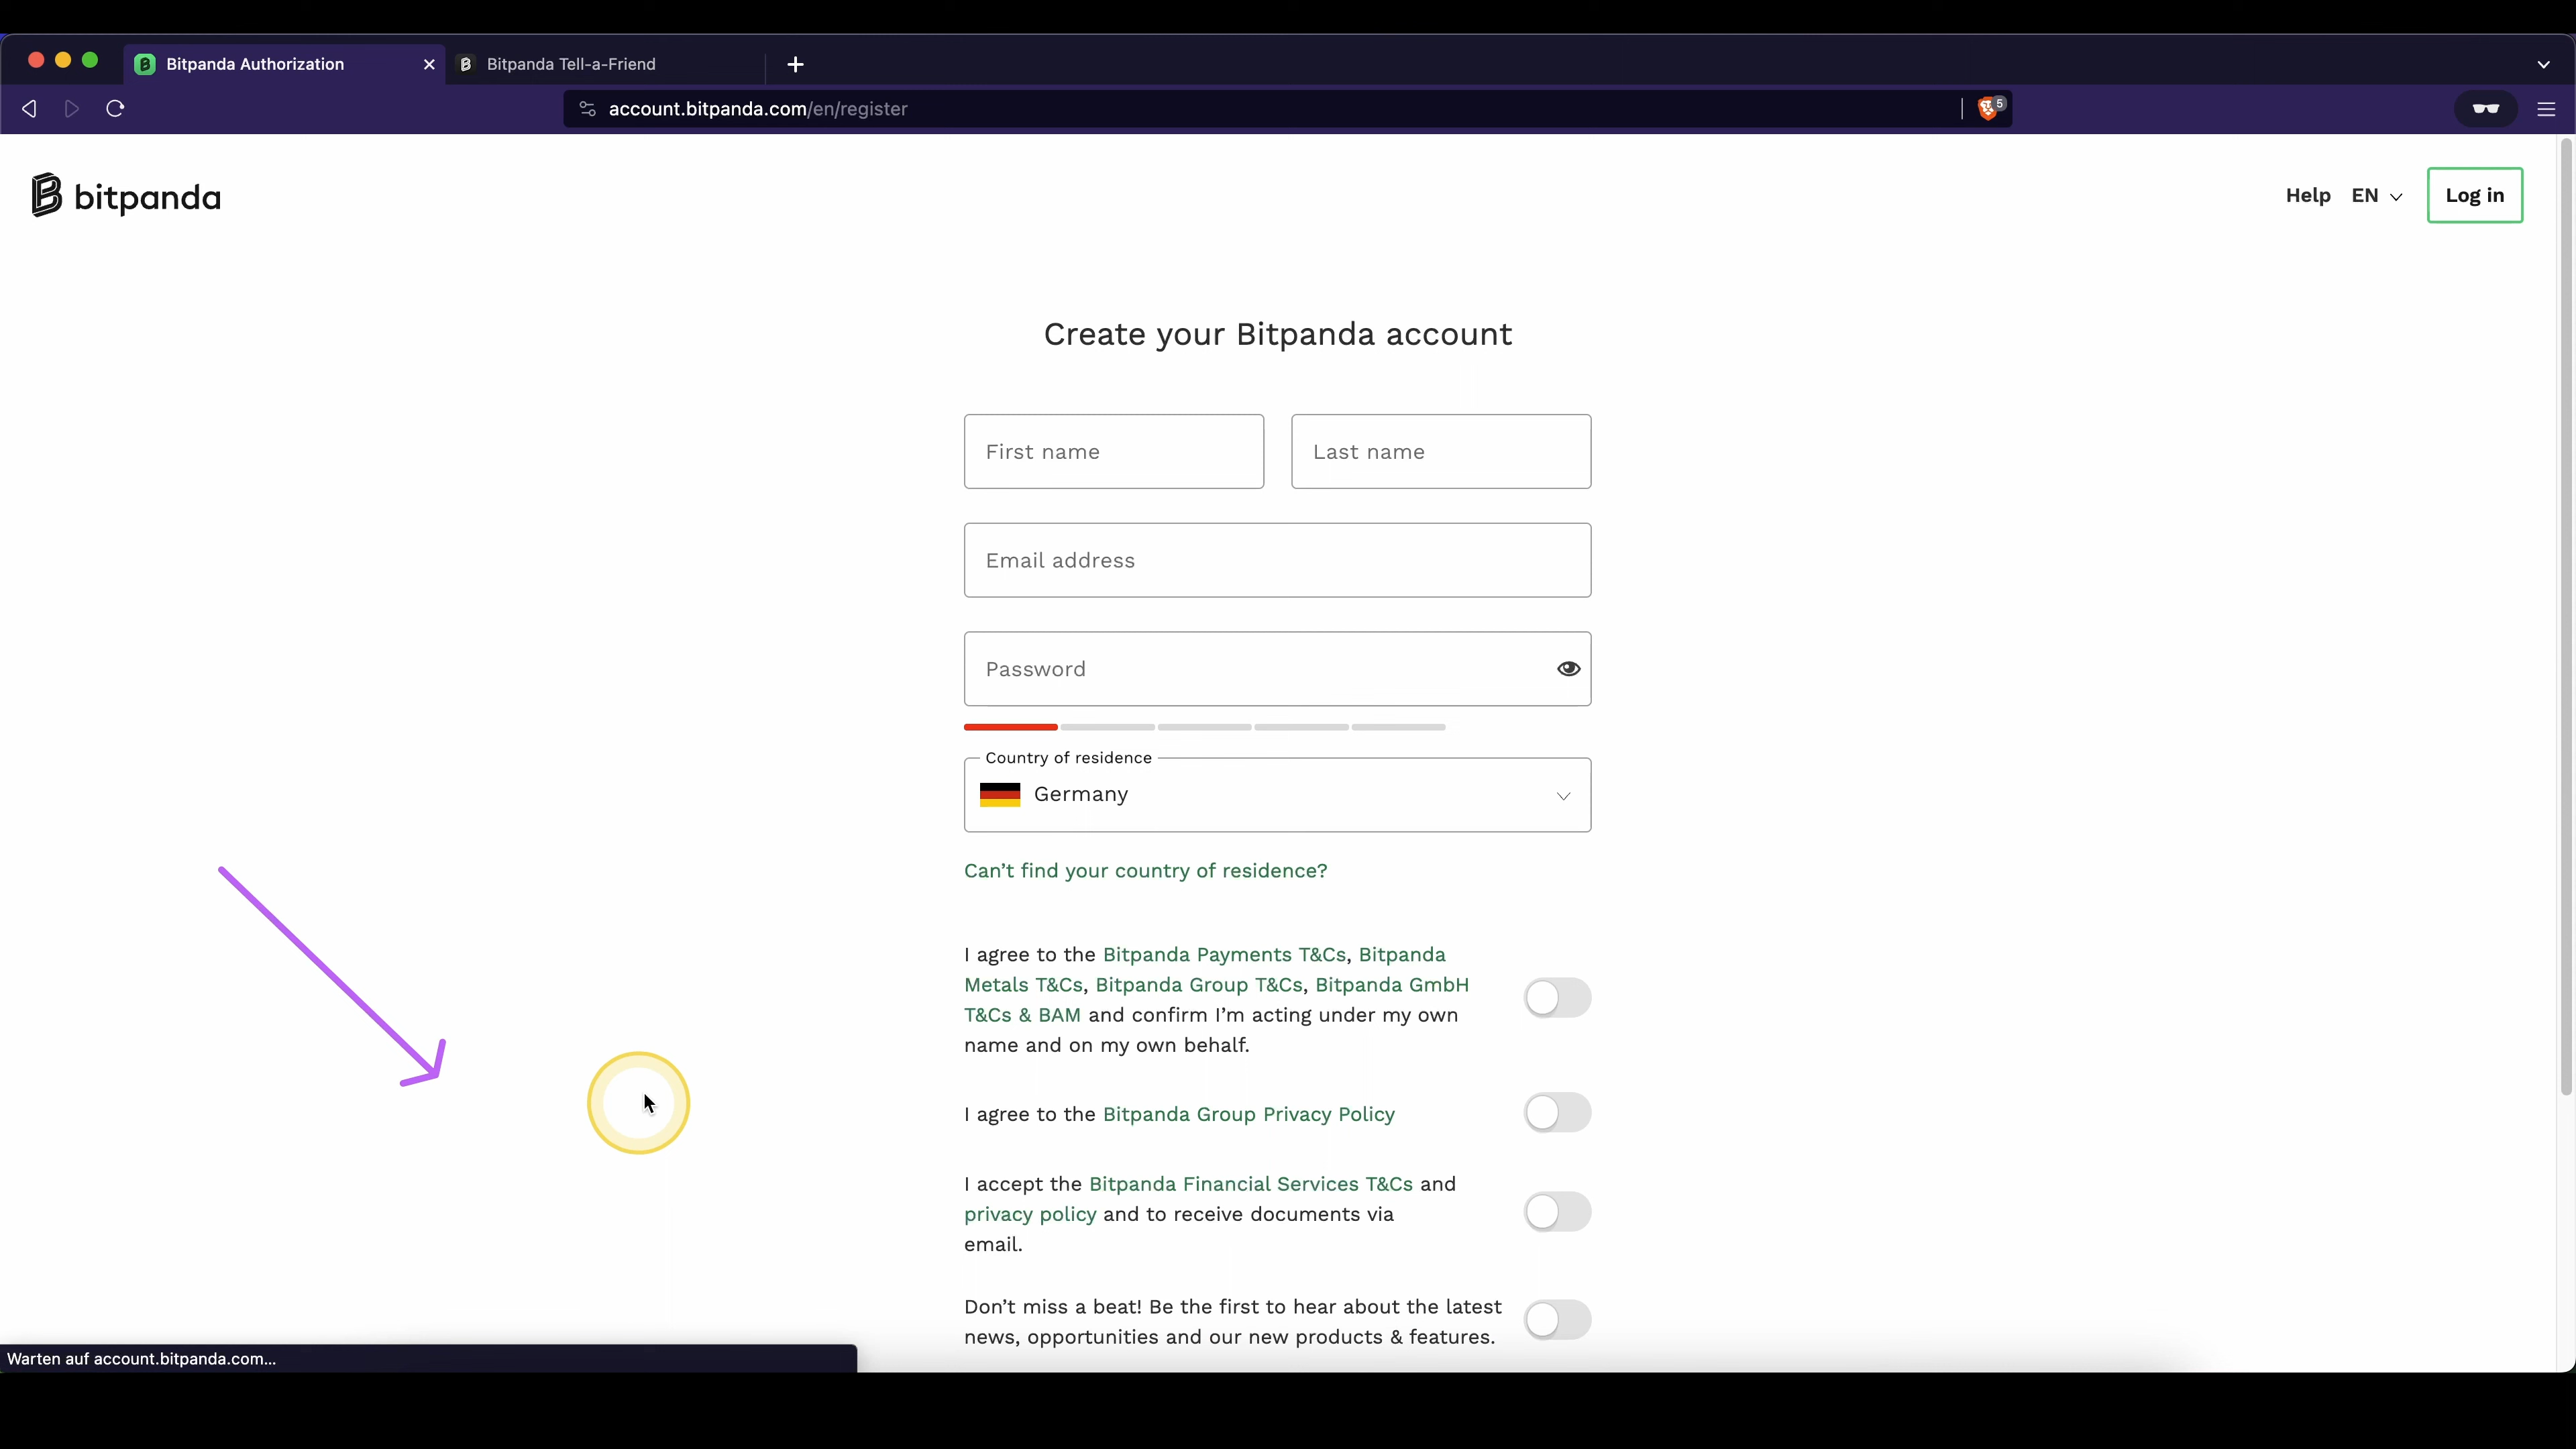 Bitpanda Authorization
Bitpanda Tell-a-Friend
account.bitpanda.com/en/register
5
bitpanda
Help
EN
Log in
Create your Bitpanda account
First name
Last name
Email address
Password
Country of residence
Germany
Can't find your country of residence?
I agree to the Bitpanda Payments T&Cs, Bitpanda
Metals T&Cs, Bitpanda Group T&Cs, Bitpanda GmbH
T&Cs & BAM and confirm I'm acting under my own
name and on my own behalf.
I agree to the Bitpanda Group Privacy Policy
I accept the Bitpanda Financial Services T&Cs and
privacy policy and to receive documents via
email.
Don't miss a beat! Be the first to hear about the latest
news, opportunities and our new products & features.
Warten auf account.bitpanda.com...